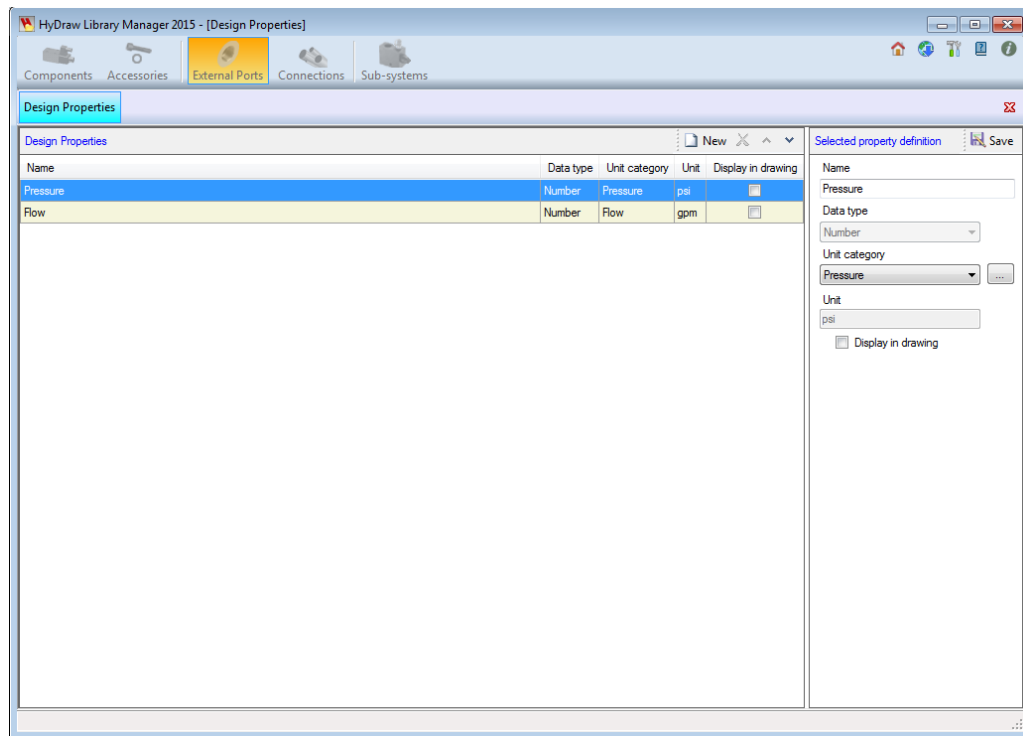 HyDraw Library Manager 2015 - [Design Properties]
Components Accessories External Ports Connections Sub-systems
Design Properties
Design Properties New Selected property definition Save
Name Data type Unit category Unit Display in drawing Name
Pressure Number Pressure psi Pressure
Flow Number Flow gpm Data type
Number
Unit category
Pressure ...
Unit
psi
Display in drawing